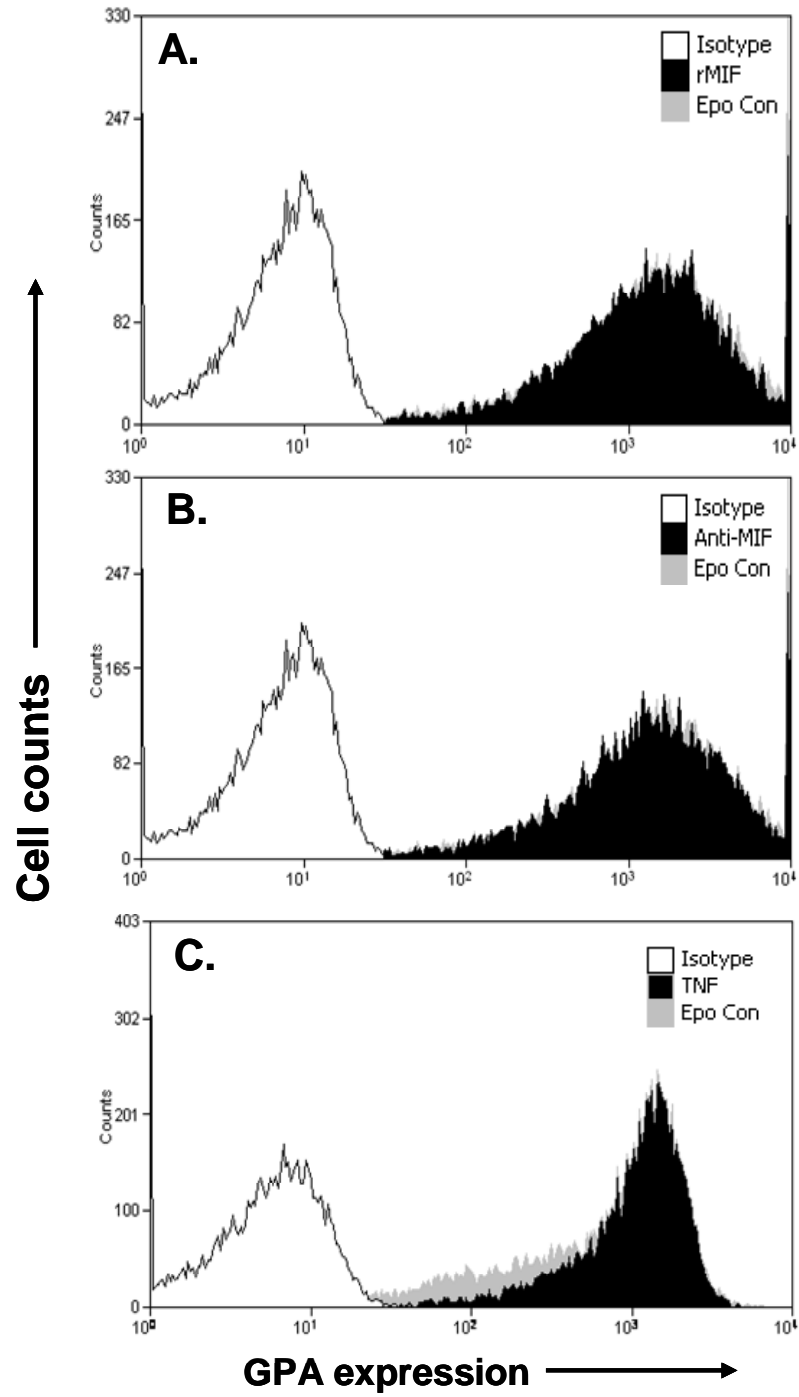 Cell counts
A.
Isotype
rMIF
Epo Con
Counts
330
247
165
82
0
10⁰ 10¹ 10² 10³ 10⁴
B.
Isotype
Anti-MIF
Epo Con
Counts
330
247
165
82
0
10⁰ 10¹ 10² 10³ 10⁴
C.
Isotype
TNF
Epo Con
Counts
403
302
201
100
0
10⁰ 10¹ 10² 10³ 10⁴
GPA expression